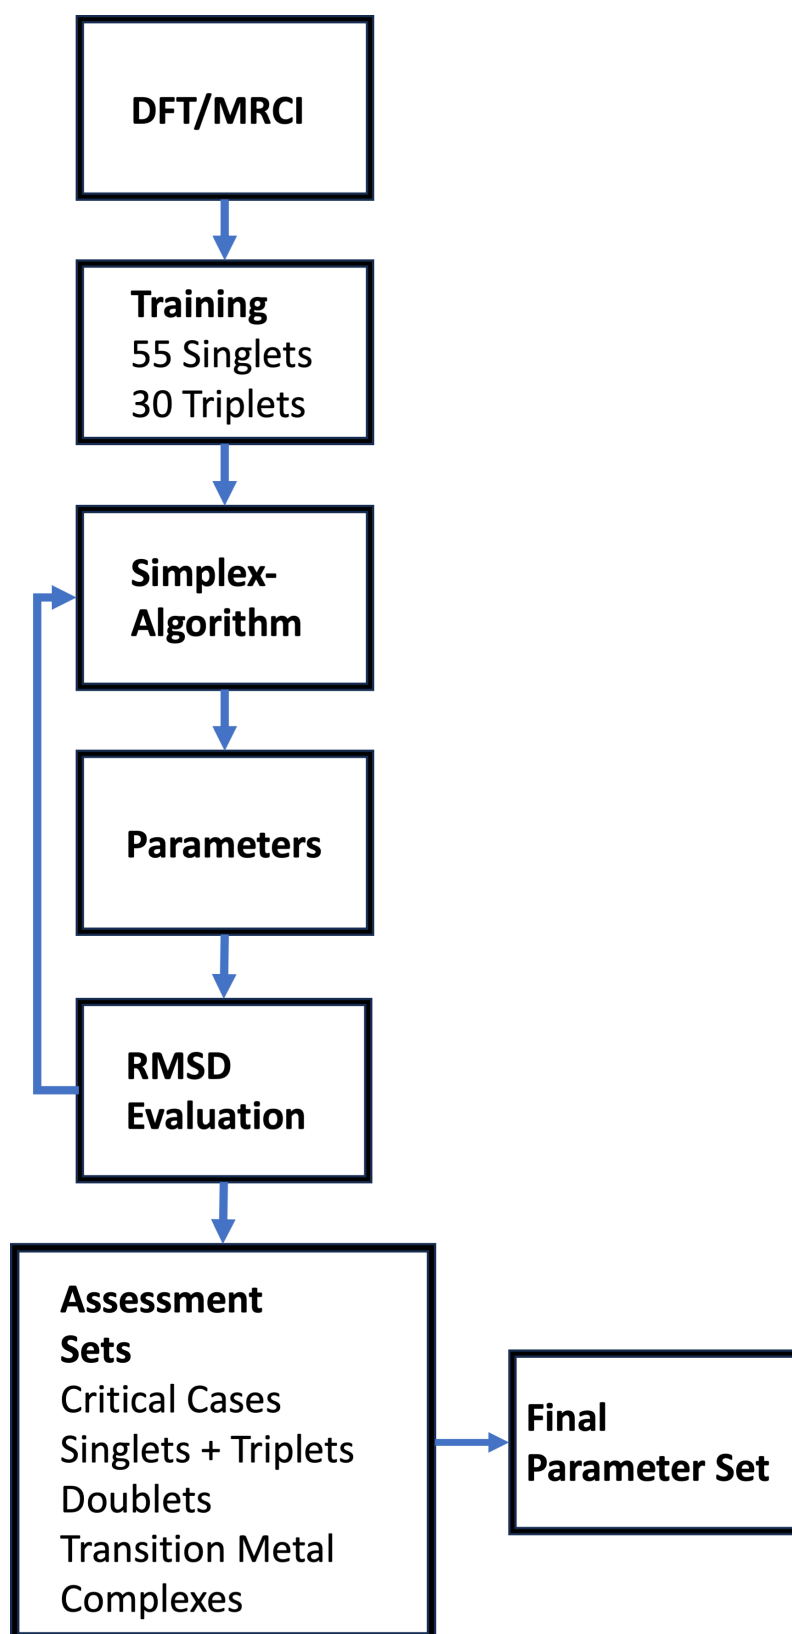 DFT/MRCI
Training
55 Singlets
30 Triplets
Simplex-
Algorithm
Parameters
RMSD
Evaluation
Assessment
Sets
Critical Cases
Singlets + Triplets
Doublets
Transition Metal
Complexes
Final
Parameter Set